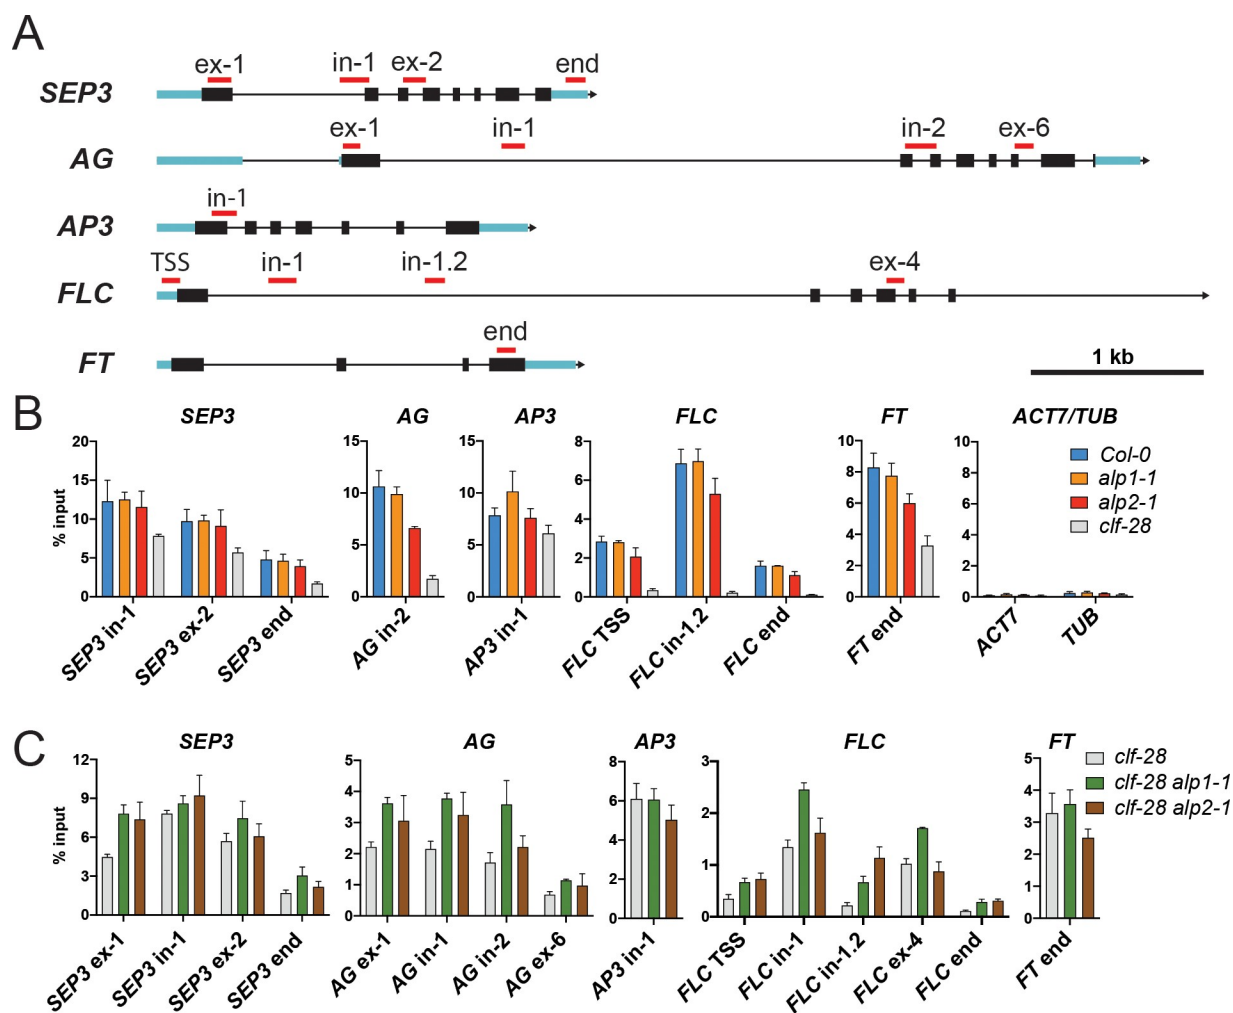 A
ex-1 in-1 ex-2 end
SEP3
ex-1 in-1 in-2 ex-6
AG
in-1
AP3
TSS in-1 in-1.2 ex-4
FLC
end
FT
1 kb
B
SEP3 AG AP3 FLC FT ACT7/TUB
% input
20
15
10
5
0
15
10
5
0
15
10
5
0
8
6
4
2
0
10
8
6
4
2
0
10
8
6
4
2
0
Col-0
alp1-1
alp2-1
clf-28
SEP3 in-1
SEP3 ex-2
SEP3 end
AG in-2
AP3 in-1
FLC TSS
FLC in-1.2
FLC end
FT end
ACT7
TUB
C
SEP3 AG AP3 FLC FT
% input
12
9
6
3
0
5
4
3
2
1
0
8
6
4
2
0
3
2
1
0
5
4
3
2
1
0
clf-28
clf-28 alp1-1
clf-28 alp2-1
SEP3 ex-1
SEP3 in-1
SEP3 ex-2
SEP3 end
AG ex-1
AG in-1
AG in-2
AG ex-6
AP3 in-1
FLC TSS
FLC in-1
FLC in-1.2
FLC ex-4
FLC end
FT end